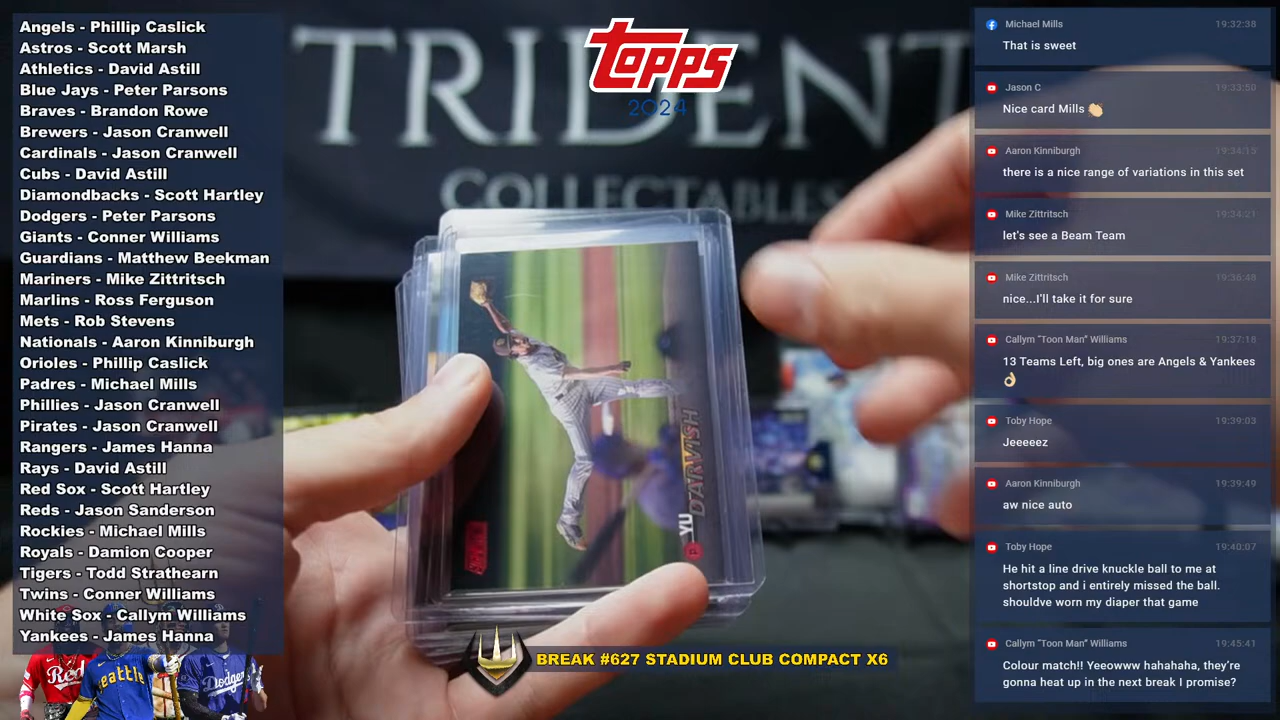 Angels - Phillip Caslick
Astros - Scott Marsh
Athletics - David Astill
Blue Jays - Peter Parsons
Braves - Brandon Rowe
Brewers - Jason Cranwell
Cardinals - Jason Cranwell
Cubs - David Astill
Diamondbacks - Scott Hartley
Dodgers - Peter Parsons
Giants - Conner Williams
Guardians - Matthew Beekman
Mariners - Mike Zittritsch
Marlins - Ross Ferguson
Mets - Rob Stevens
Nationals - Aaron Kinniburgh
Orioles - Phillip Caslick
Padres - Michael Mills
Phillies - Jason Cranwell
Pirates - Jason Cranwell
Rangers - James Hanna
Rays - David Astill
Red Sox - Scott Hartley
Reds - Jason Sanderson
Rockies - Michael Mills
Royals - Damion Cooper
Tigers - Todd Strathearn
Twins - Conner Williams
White Sox - Callym Williams
Yankees - James Hanna
Seattle
Dodgers
TRIDENT
COLLECTABLES
Topps
2024
P YU
DARVISH
BREAK #627 STADIUM CLUB COMPACT X6
Michael Mills 19:32:38
That is sweet
Jason C 19:33:50
Nice card Mills 👏🏼
Aaron Kinniburgh 19:34:15
there is a nice range of variations in this set
Mike Zittritsch 19:34:21
let's see a Beam Team
Mike Zittritsch 19:36:48
nice...I'll take it for sure
Callym “Toon Man” Williams 19:37:18
13 Teams Left, big ones are Angels & Yankees
👌🏼
Toby Hope 19:39:03
Jeeeeez
Aaron Kinniburgh 19:39:49
aw nice auto
Toby Hope 19:40:07
He hit a line drive knuckle ball to me at
shortstop and i entirely missed the ball.
shouldve worn my diaper that game
Callym “Toon Man” Williams 19:45:41
Colour match!! Yeeowww hahahaha, they’re
gonna heat up in the next break I promise?